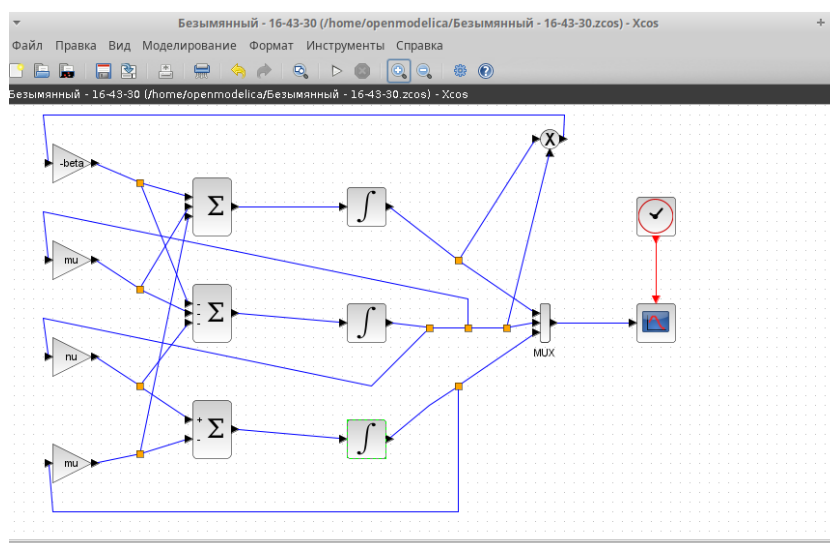 Безымянный - 16-43-30 (/home/openmodelica/Безымянный - 16-43-30.zcos) - Xcos
Файл Правка Вид Моделирование Формат Инструменты Справка
Безымянный - 16-43-30 (/home/openmodelica/Безымянный - 16-43-30.zcos) - Xcos
X
-beta
Σ
∫
mu
-
-
-
Σ
∫
MUX
nu
+
-
Σ
∫
mu